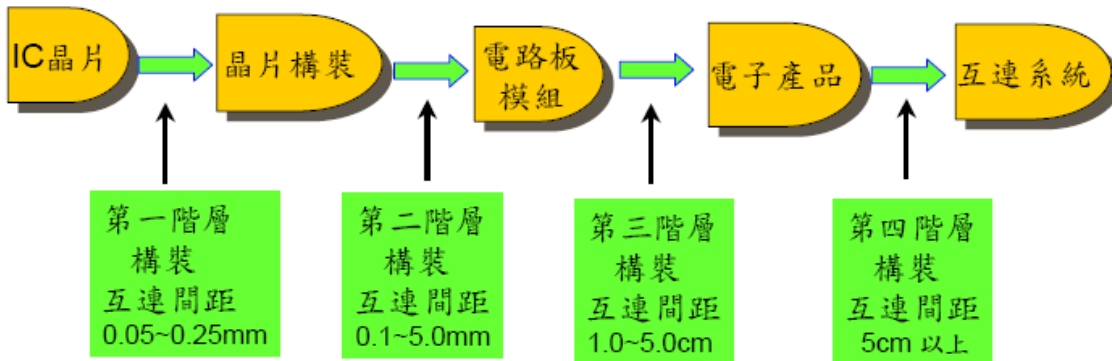 IC晶片
晶片構裝
電路板
模組
電子產品
互連系統
第一階層
構裝
互連間距
0.05~0.25mm
第二階層
構裝
互連間距
0.1~5.0mm
第三階層
構裝
互連間距
1.0~5.0cm
第四階層
構裝
互連間距
5cm 以上